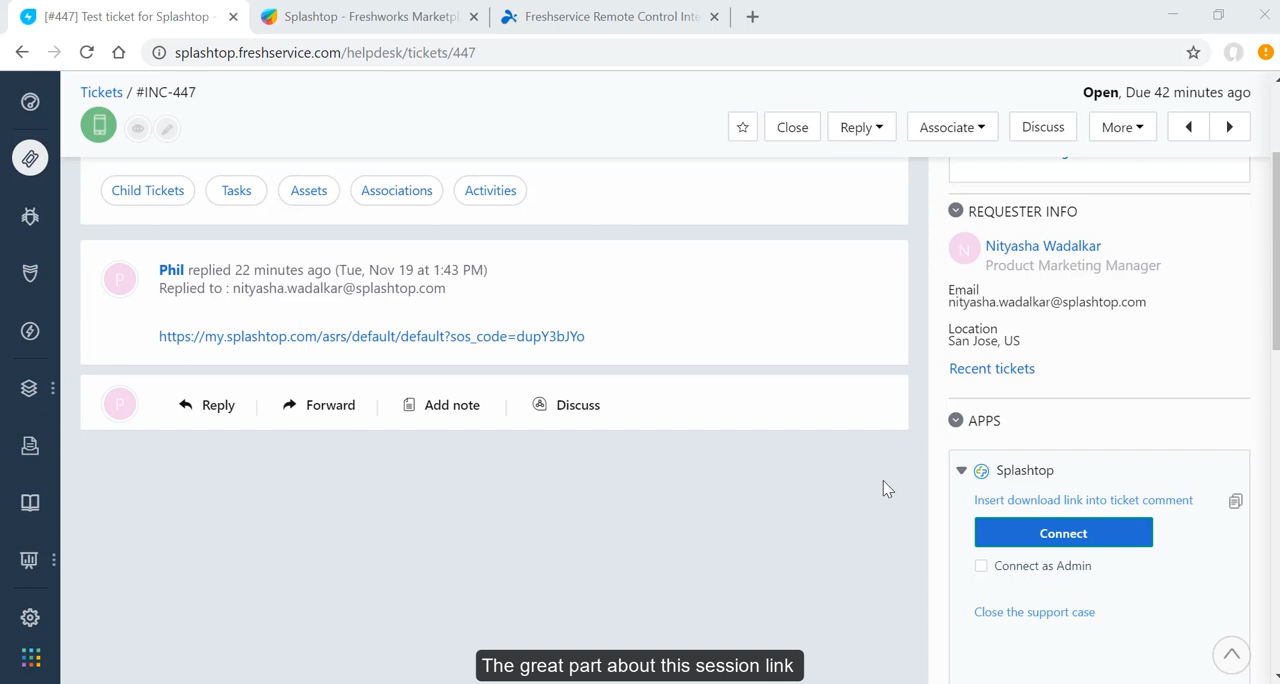 [#447] Test ticket for Splashtop -
Splashtop - Freshworks Marketpl
Freshservice Remote Control Inte
splashtop.freshservice.com/helpdesk/tickets/447
Tickets / #INC-447
Open, Due 42 minutes ago
Close
Reply
Associate
Discuss
More
Child Tickets
Tasks
Assets
Associations
Activities
P
Phil replied 22 minutes ago (Tue, Nov 19 at 1:43 PM)
Replied to : nityasha.wadalkar@splashtop.com
https://my.splashtop.com/asrs/default/default?sos_code=dupY3bJYo
P
Reply
Forward
Add note
Discuss
REQUESTER INFO
N
Nityasha Wadalkar
Product Marketing Manager
Email
nityasha.wadalkar@splashtop.com
Location
San Jose, US
Recent tickets
APPS
Splashtop
Insert download link into ticket comment
Connect
Connect as Admin
Close the support case
The great part about this session link